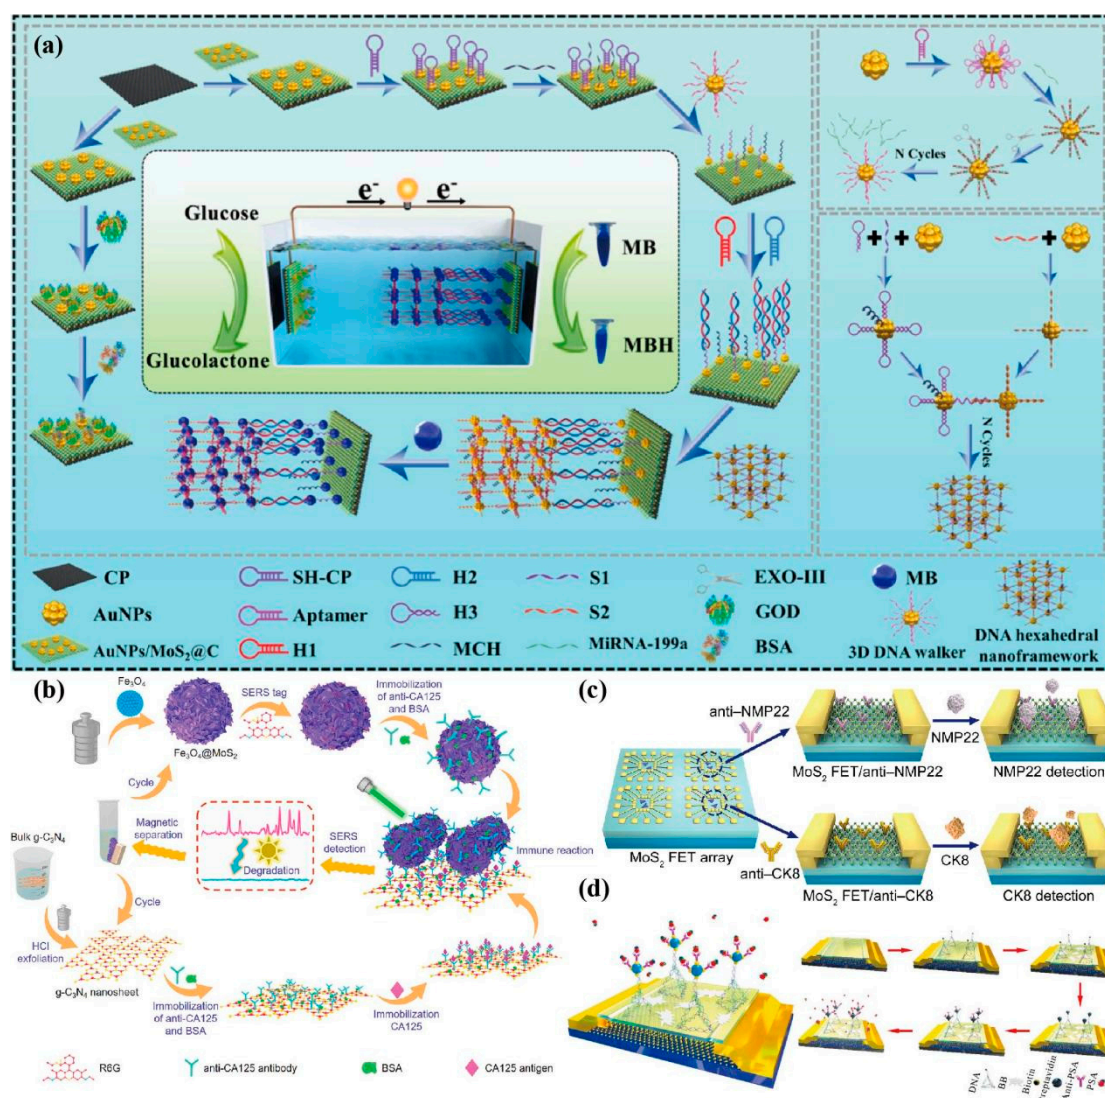 (a)
N Cycles
e⁻
e⁻
Glucose
MB
Glucolactone
MBH
MB
N Cycles
CP
SH-CP
H2
S1
EXO-III
MB
AuNPs
Aptamer
H3
S2
GOD
AuNPs/MoS₂@C
H1
MCH
MiRNA-199a
BSA
3D DNA walker
DNA hexahedral
nanoframework
(b)
Fe₃O₄
SERS tag
Immobilization
of anti-CA125
and BSA
Fe₃O₄@MoS₂
Cycle
Magnetic
separation
Bulk g-C₃N₄
SERS
detection
Degradation
Immune reaction
Cycle
HCl
exfoliation
g-C₃N₄ nanosheet
Immobilization
of anti-CA125
and BSA
Immobilization
CA125
R6G
anti-CA125 antibody
BSA
CA125 antigen
(c)
anti–NMP22
NMP22
MoS₂ FET/anti–NMP22
NMP22 detection
MoS₂ FET array
anti–CK8
CK8
MoS₂ FET/anti–CK8
CK8 detection
(d)
DNA
BB
Biotin
Streptavidin
Anti-PSA
PSA